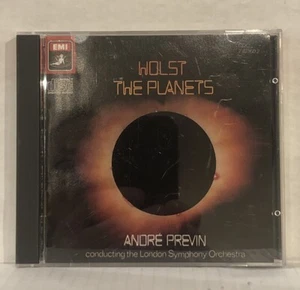 EMI
HOLST
THE PLANETS
ANDRÉ PREVIN
conducting the London Symphony Orchestra